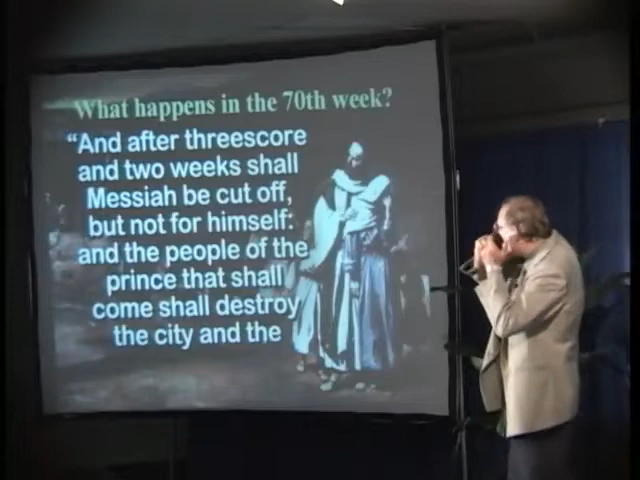 What happens in the 70th week?
“And after threescore
and two weeks shall
Messiah be cut off,
but not for himself:
and the people of the
prince that shall
come shall destroy
the city and the